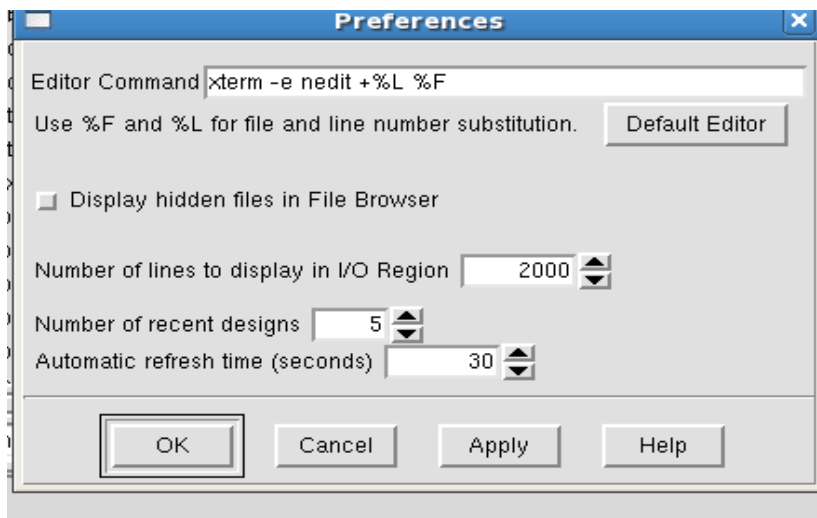 Preferences
Editor Command xterm -e nedit +%L %F
Use %F and %L for file and line number substitution. Default Editor
Display hidden files in File Browser
Number of lines to display in I/O Region 2000
Number of recent designs 5
Automatic refresh time (seconds) 30
OK Cancel Apply Help